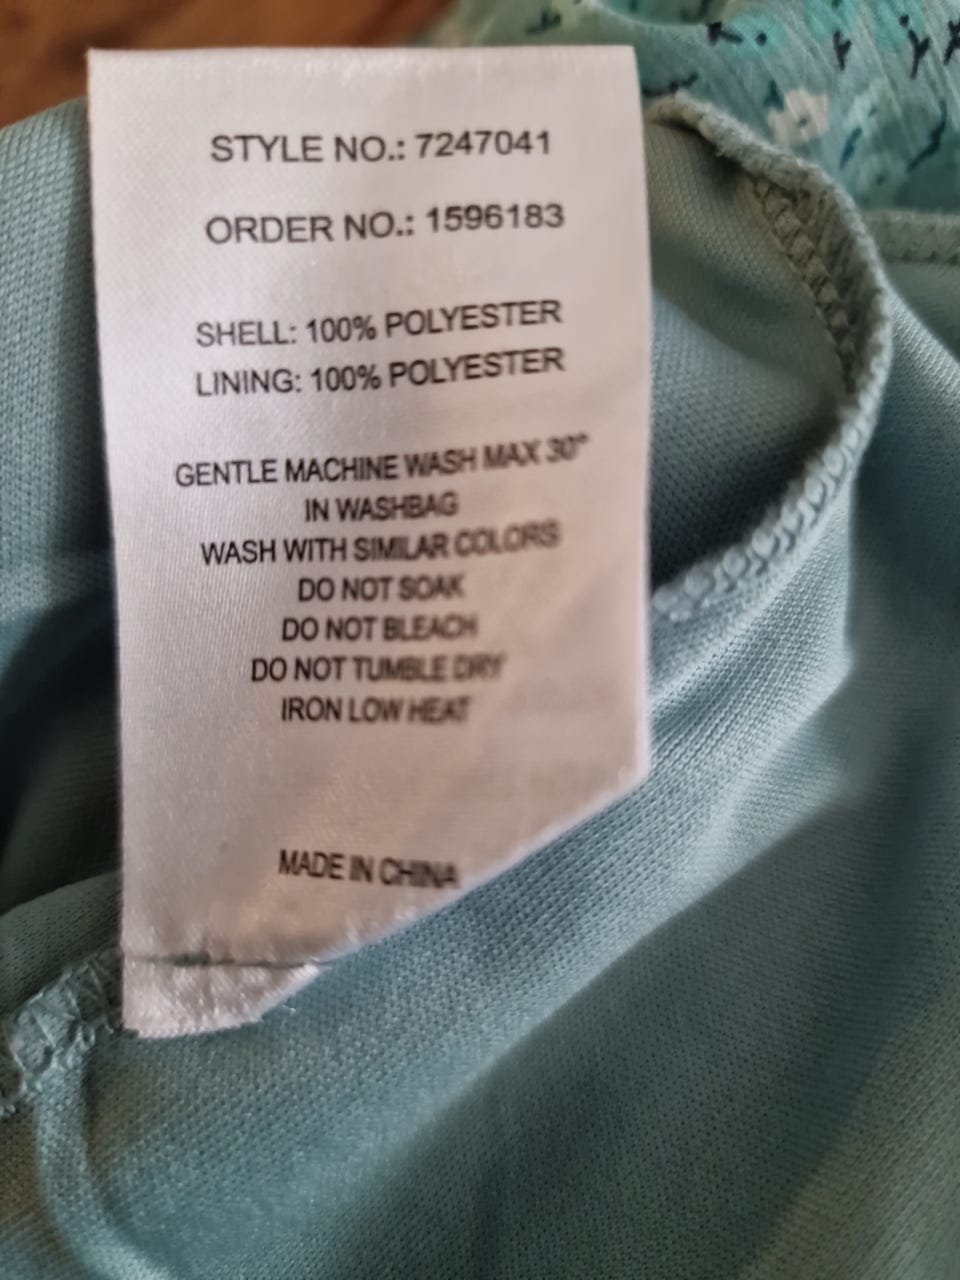 STYLE NO.: 7247041
ORDER NO.: 1596183
SHELL: 100% POLYESTER
LINING: 100% POLYESTER
GENTLE MACHINE WASH MAX 30°
IN WASHBAG
WASH WITH SIMILAR COLORS
DO NOT SOAK
DO NOT BLEACH
DO NOT TUMBLE DRY
IRON LOW HEAT
MADE IN CHINA